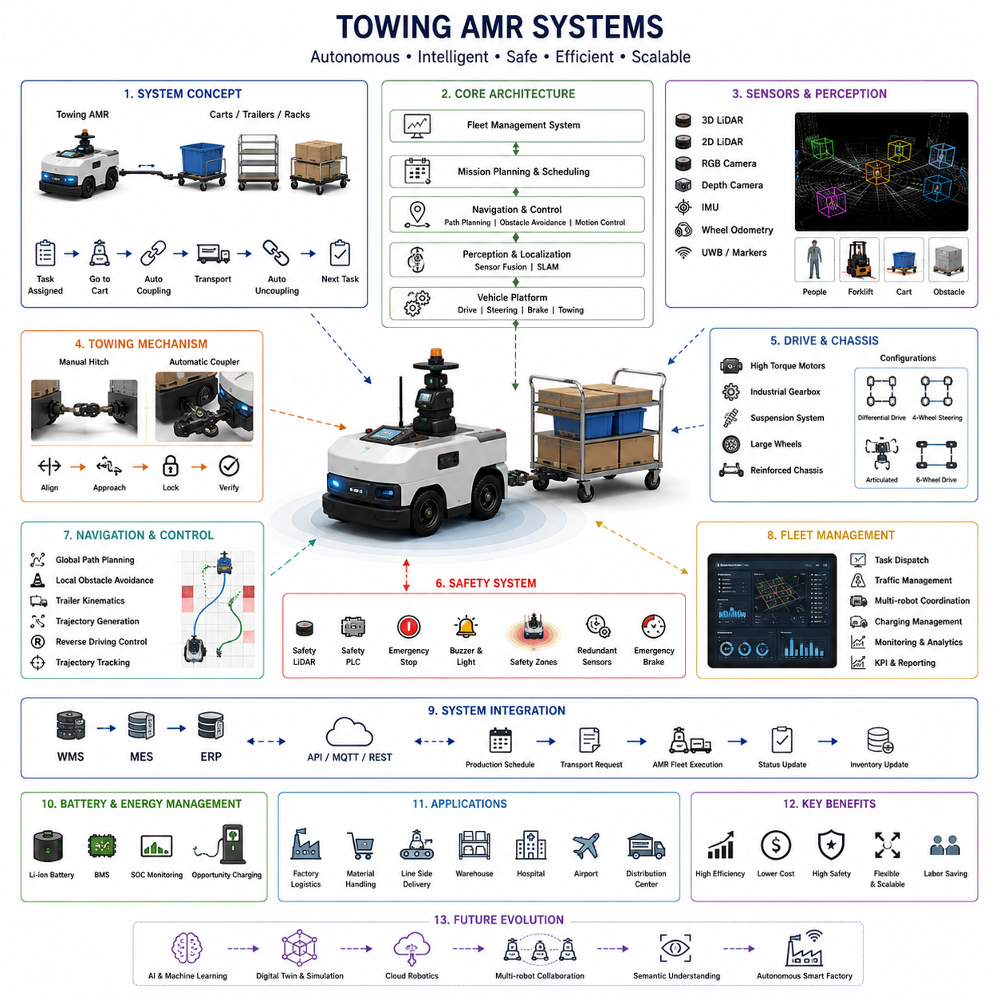 TOWING AMR SYSTEMS
Autonomous • Intelligent • Safe • Efficient • Scalable
1. SYSTEM CONCEPT
Towing AMR
Carts / Trailers / Racks
Task
Assigned
Go to
Cart
Auto
Coupling
Transport
Auto
Uncoupling
Next Task
2. CORE ARCHITECTURE
Fleet Management System
Mission Planning & Scheduling
Navigation & Control
Path Planning | Obstacle Avoidance | Motion Control
Perception & Localization
Sensor Fusion | SLAM
Vehicle Platform
Drive | Steering | Brake | Towing
3. SENSORS & PERCEPTION
3D LiDAR
2D LiDAR
RGB Camera
Depth Camera
IMU
Wheel Odometry
UWB / Markers
People
Forklift
Cart
Obstacle
4. TOWING MECHANISM
Manual Hitch
Automatic Coupler
Align
Approach
Lock
Verify
5. DRIVE & CHASSIS
High Torque Motors
Industrial Gearbox
Suspension System
Large Wheels
Reinforced Chassis
Configurations
Differential Drive
4-Wheel Steering
Articulated
6-Wheel Drive
7. NAVIGATION & CONTROL
Global Path Planning
Local Obstacle Avoidance
Trailer Kinematics
Trajectory Generation
R
Reverse Driving Control
Trajectory Tracking
6. SAFETY SYSTEM
Safety
LiDAR
Safety
PLC
Emergency
Stop
Buzzer &
Light
Safety Zones
Redundant
Sensors
Emergency
Brake
8. FLEET MANAGEMENT
Task Dispatch
Traffic Management
Multi-robot Coordination
Charging Management
Monitoring & Analytics
KPI & Reporting
9. SYSTEM INTEGRATION
WMS
MES
ERP
API / MQTT / REST
Production Schedule
Transport Request
AMR Fleet Execution
Status Update
Inventory Update
10. BATTERY & ENERGY MANAGEMENT
Li-ion Battery
BMS
SOC Monitoring
Opportunity Charging
11. APPLICATIONS
Factory
Logistics
Material
Handling
Line Side
Delivery
Warehouse
Hospital
Airport
Distribution
Center
12. KEY BENEFITS
High Efficiency
$
Lower Cost
High Safety
Flexible
& Scalable
Labor Saving
13. FUTURE EVOLUTION
AI & Machine Learning
Digital Twin & Simulation
Cloud Robotics
Multi-robot Collaboration
Semantic Understanding
Autonomous Smart Factory